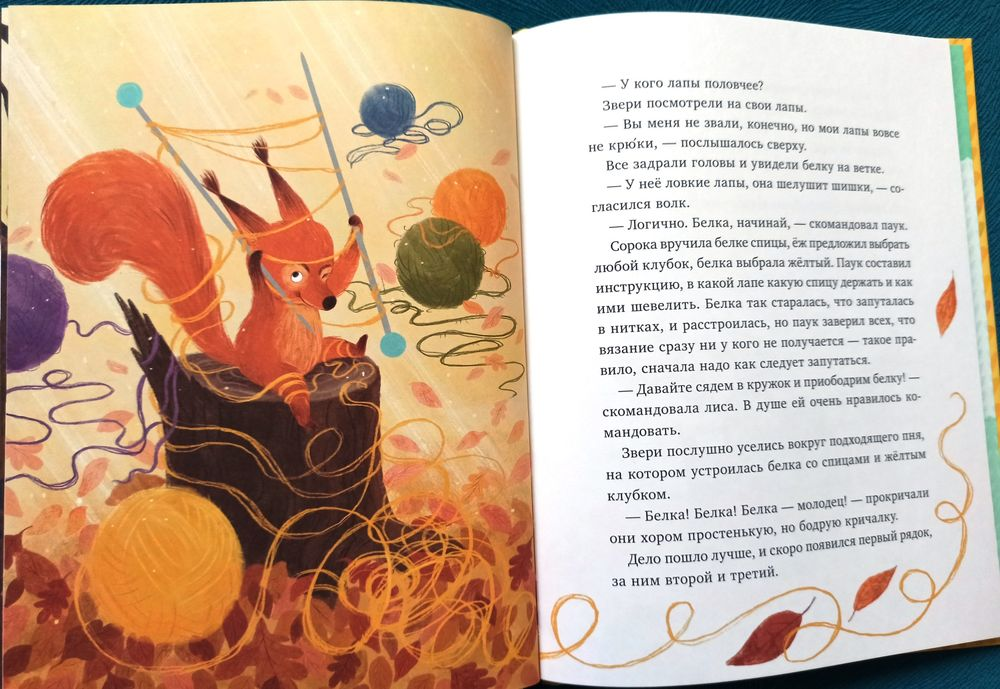 — У кого лапы половчее?
Звери посмотрели на свои лапы.
— Вы меня не звали, конечно, но мои лапы вовсе
не крю́ки, — послышалось сверху.
Все задрали головы и увидели белку на ветке.
— У неё ловкие лапы, она шелушит шишки, — со-
гласился волк.
— Логично. Белка, начинай, — скомандовал паук.
Сорока вручила белке спицы, ёж предложил выбрать
любой клубок, белка выбрала жёлтый. Паук составил
инструкцию, в какой лапе какую спицу держать и как
ими шевелить. Белка так старалась, что запуталась
в нитках, и расстроилась, но паук заверил всех, что
вязание сразу ни у кого не получается — такое пра-
вило, сначала надо как следует запутаться.
— Давайте сядем в кружок и приободрим белку! —
скомандовала лиса. В душе ей очень нравилось ко-
мандовать.
Звери послушно уселись вокруг подходящего пня,
на котором устроилась белка со спицами и жёлтым
клубком.
— Белка! Белка! Белка — молодец! — прокричали
они хором простенькую, но бодрую кричалку.
Дело пошло лучше, и скоро появился первый рядок,
за ним второй и третий.